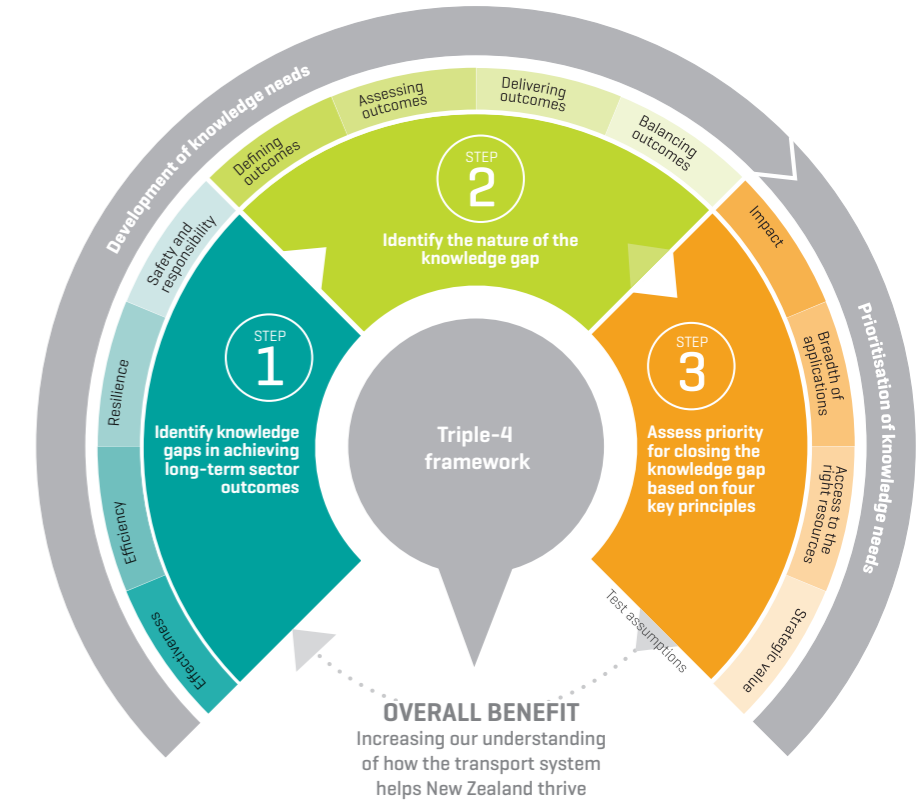 Development of knowledge needs
Prioritisation of knowledge needs
STEP
1
Identify knowledge
gaps in achieving
long-term sector
outcomes
Effectiveness
Efficiency
Resilience
Safety and
responsibility
STEP
2
Identify the nature of the
knowledge gap
Defining
outcomes
Assessing
outcomes
Delivering
outcomes
Balancing
outcomes
STEP
3
Assess priority
for closing the
knowledge gap
based on four
key principles
Impact
Breadth of
applications
Access to the
right resources
Strategic value
Triple-4
framework
Test assumptions
OVERALL BENEFIT
Increasing our understanding
of how the transport system
helps New Zealand thrive